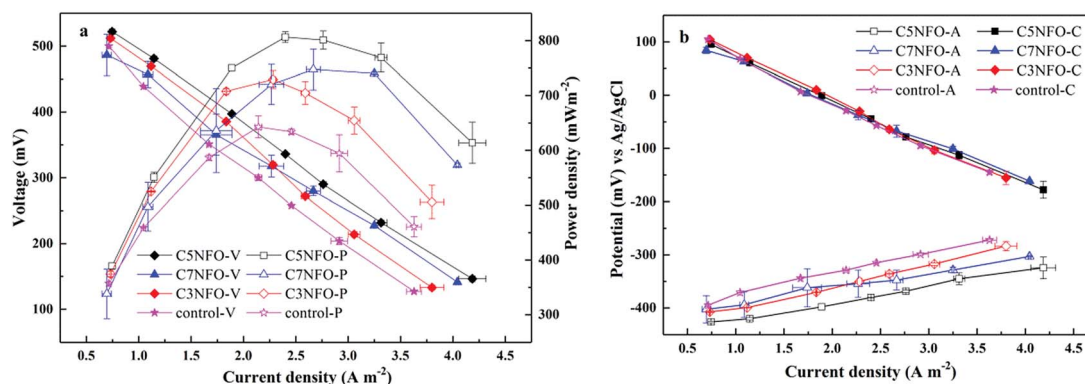 a
Voltage (mV)
500
400
300
200
100
Power density (mWm⁻²)
800
700
600
500
400
300
C5NFO-V
C5NFO-P
C7NFO-V
C7NFO-P
C3NFO-V
C3NFO-P
control-V
control-P
0.5 1.0 1.5 2.0 2.5 3.0 3.5 4.0 4.5
Current density (A m⁻²)
b
Potential (mV) vs Ag/AgCl
100
0
-100
-200
-300
-400
C5NFO-A
C5NFO-C
C7NFO-A
C7NFO-C
C3NFO-A
C3NFO-C
control-A
control-C
0.5 1.0 1.5 2.0 2.5 3.0 3.5 4.0 4.5
Current density (A m⁻²)